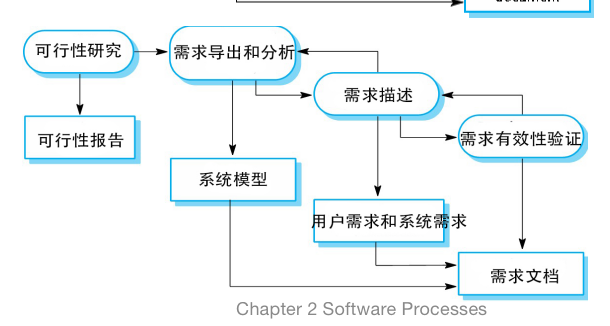 可行性研究
需求导出和分析
需求描述
需求有效性验证
可行性报告
系统模型
用户需求和系统需求
需求文档
Chapter 2 Software Processes